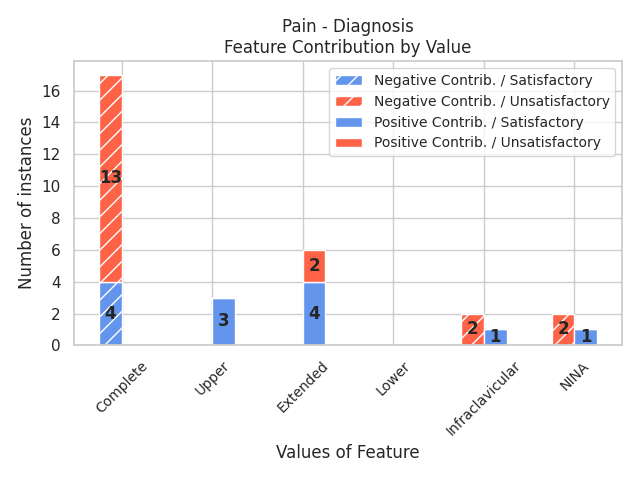 Pain - Diagnosis
Feature Contribution by Value
Negative Contrib. / Satisfactory
Negative Contrib. / Unsatisfactory
Positive Contrib. / Satisfactory
Positive Contrib. / Unsatisfactory
Number of instances
16
14
12
10
8
6
4
2
0
13
4
3
2
4
2
1
2
1
Complete
Upper
Extended
Lower
Infraclavicular
NINA
Values of Feature